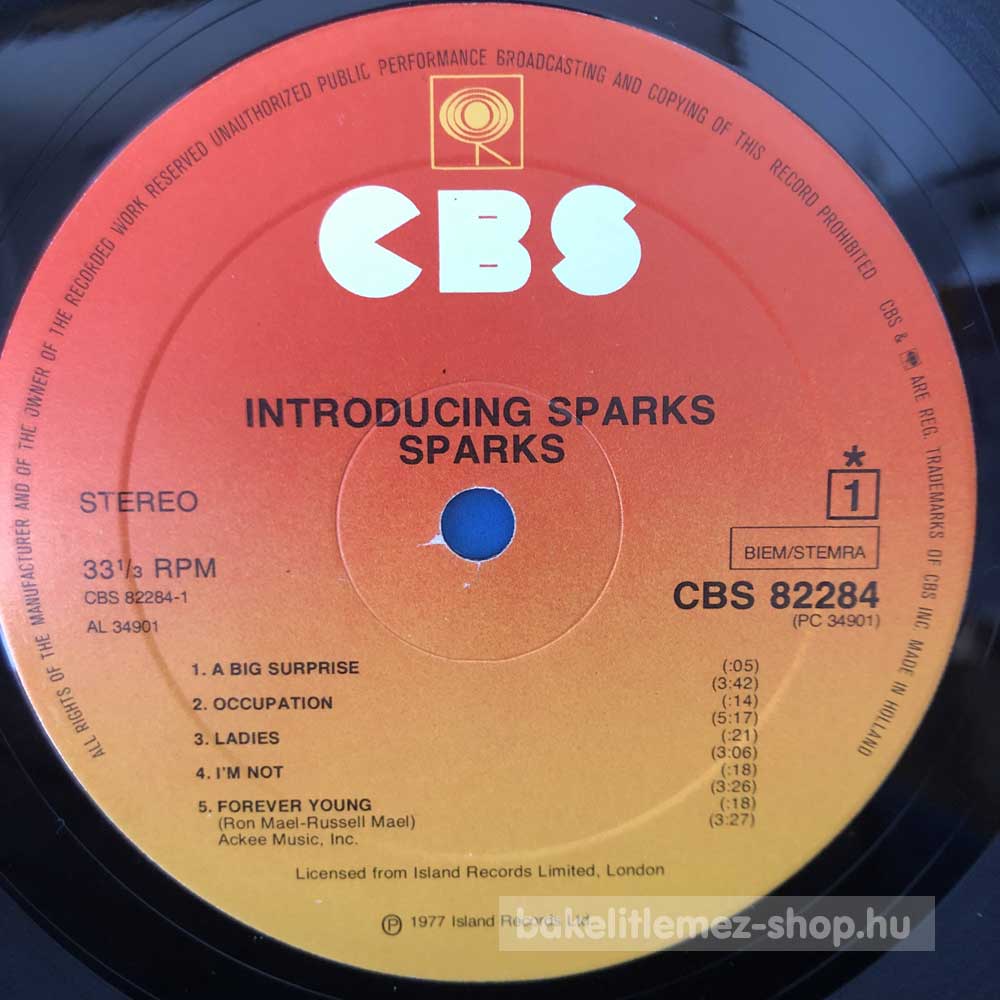 ALL RIGHTS OF THE MANUFACTURER AND OF THE OWNER OF THE RECORDED WORK RESERVED UNAUTHORIZED PUBLIC PERFORMANCE BROADCASTING AND COPYING OF THIS RECORD PROHIBITED
CBS & ARE REG. TRADEMARKS OF CBS INC. MADE IN HOLLAND
CBS
INTRODUCING SPARKS
SPARKS
STEREO
33 1/3 RPM
CBS 82284-1
AL 34901
*
1
BIEM/STEMRA
CBS 82284
(PC 34901)
1. A BIG SURPRISE (:05)
(3:42)
2. OCCUPATION (:14)
(5:17)
3. LADIES (:21)
(3:06)
4. I'M NOT (:18)
(3:26)
5. FOREVER YOUNG (:18)
(Ron Mael-Russell Mael) (3:27)
Ackee Music, Inc.
Licensed from Island Records Limited, London
Ⓟ 1977 Island Records Ltd.
bakelitlemez-shop.hu